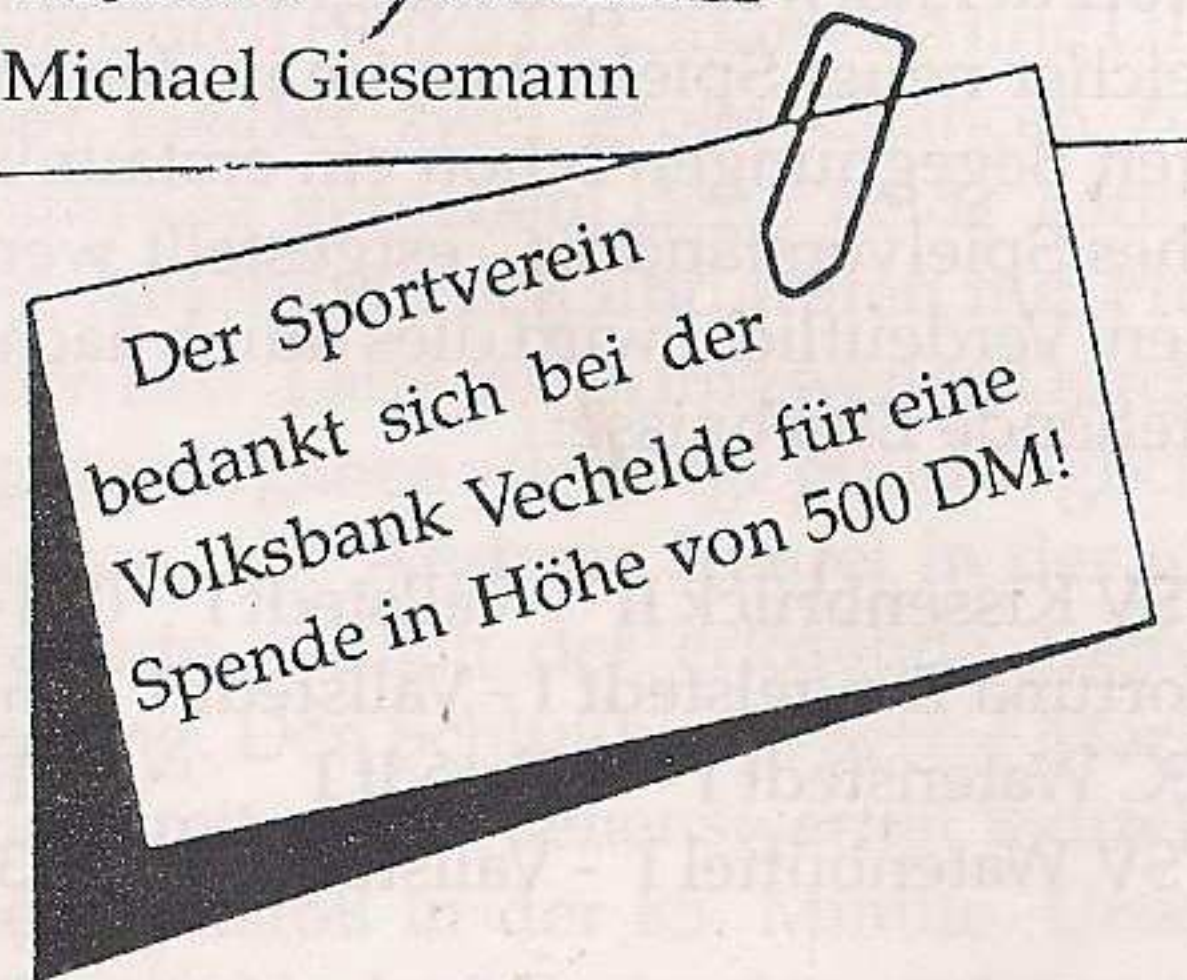 Michael Giesemann
Der Sportverein
bedankt sich bei der
Volksbank Vechelde für eine
Spende in Höhe von 500 DM!